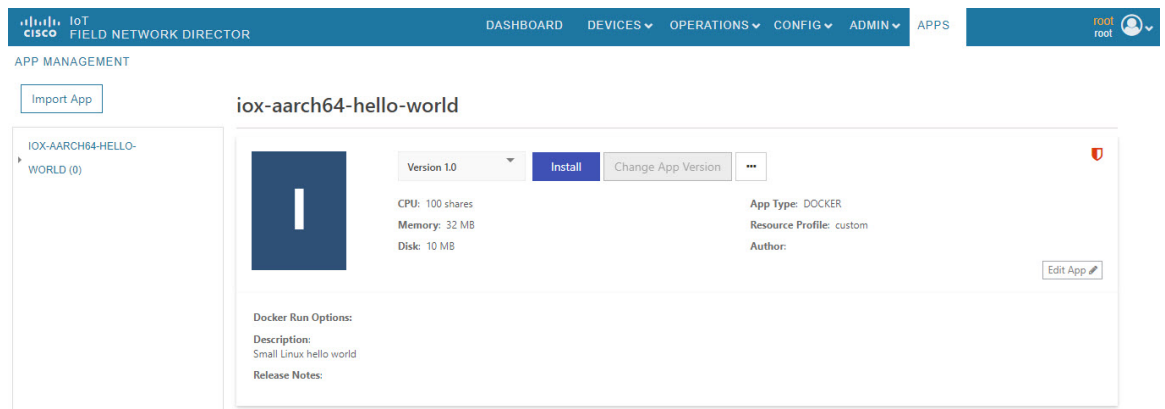 IoT
CISCO FIELD NETWORK DIRECTOR
DASHBOARD DEVICES OPERATIONS CONFIG ADMIN APPS
root
root
APP MANAGEMENT
Import App
IOX-AARCH64-HELLO-
WORLD (0)
iox-aarch64-hello-world
I
Version 1.0 Install Change App Version ...
CPU: 100 shares
Memory: 32 MB
Disk: 10 MB
App Type: DOCKER
Resource Profile: custom
Author:
Edit App
Docker Run Options:
Description:
Small Linux hello world
Release Notes: